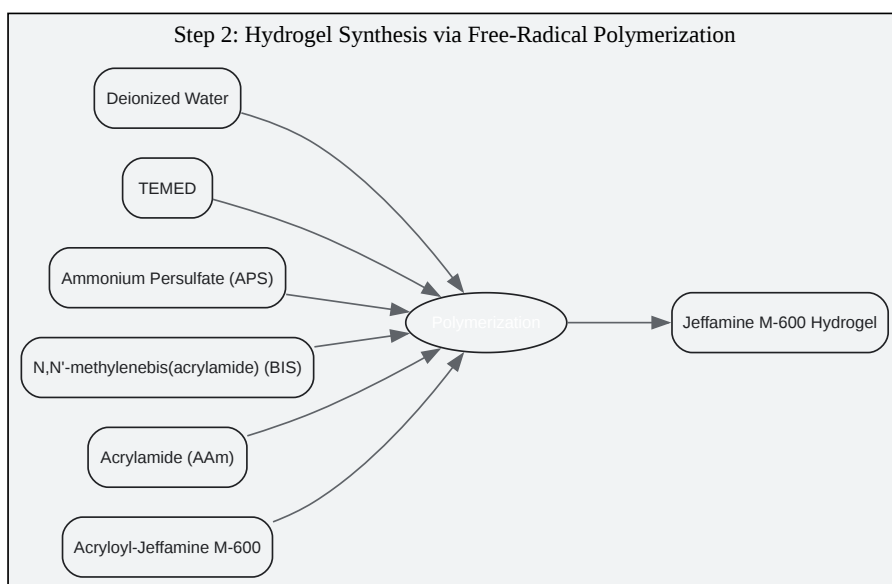 Step 2: Hydrogel Synthesis via Free-Radical Polymerization
Deionized Water
TEMED
Ammonium Persulfate (APS)
N,N'-methylenebis(acrylamide) (BIS)
Acrylamide (AAm)
Acryloyl-Jeffamine M-600
Polymerization
Jeffamine M-600 Hydrogel